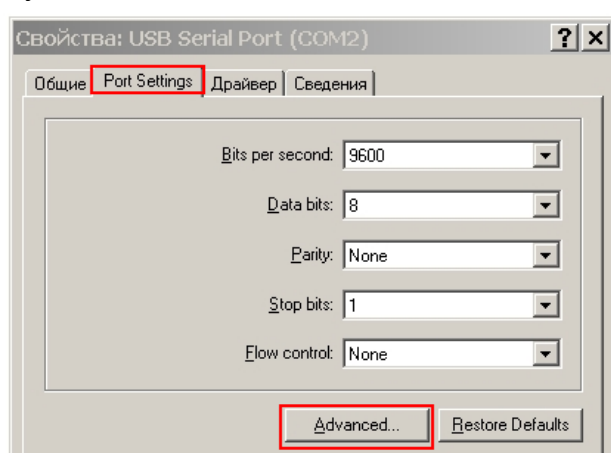 Свойства: USB Serial Port (COM2)
Общие Port Settings Драйвер Сведения
Bits per second: 9600
Data bits: 8
Parity: None
Stop bits: 1
Flow control: None
Advanced... Restore Defaults